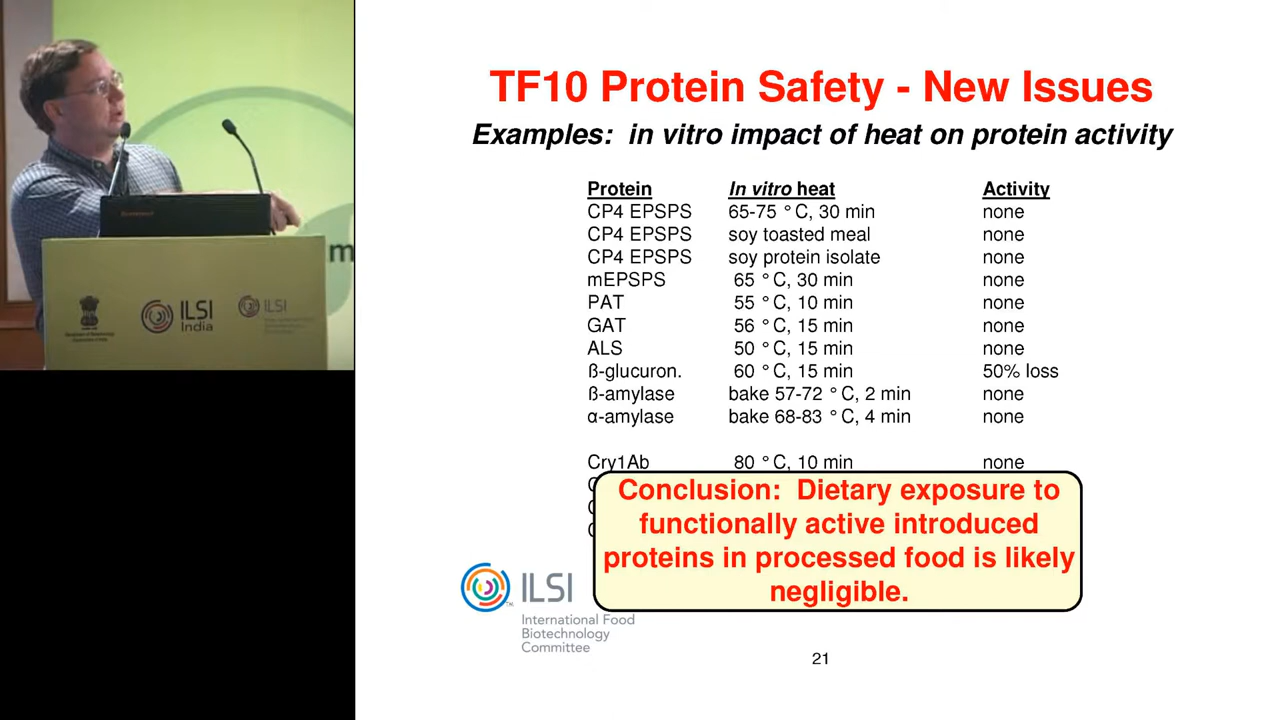 TF10 Protein Safety - New Issues
Examples: in vitro impact of heat on protein activity
Protein In vitro heat Activity
CP4 EPSPS 65-75 °C, 30 min none
CP4 EPSPS soy toasted meal none
CP4 EPSPS soy protein isolate none
mEPSPS 65 °C, 30 min none
PAT 55 °C, 10 min none
GAT 56 °C, 15 min none
ALS 50 °C, 15 min none
ß-glucuron. 60 °C, 15 min 50% loss
ß-amylase bake 57-72 °C, 2 min none
α-amylase bake 68-83 °C, 4 min none
Cry1Ab 80 °C, 10 min none
Conclusion: Dietary exposure to
functionally active introduced
proteins in processed food is likely
negligible.
ILSI
International Food
Biotechnology
Committee
21
ILSI
India
ILSI